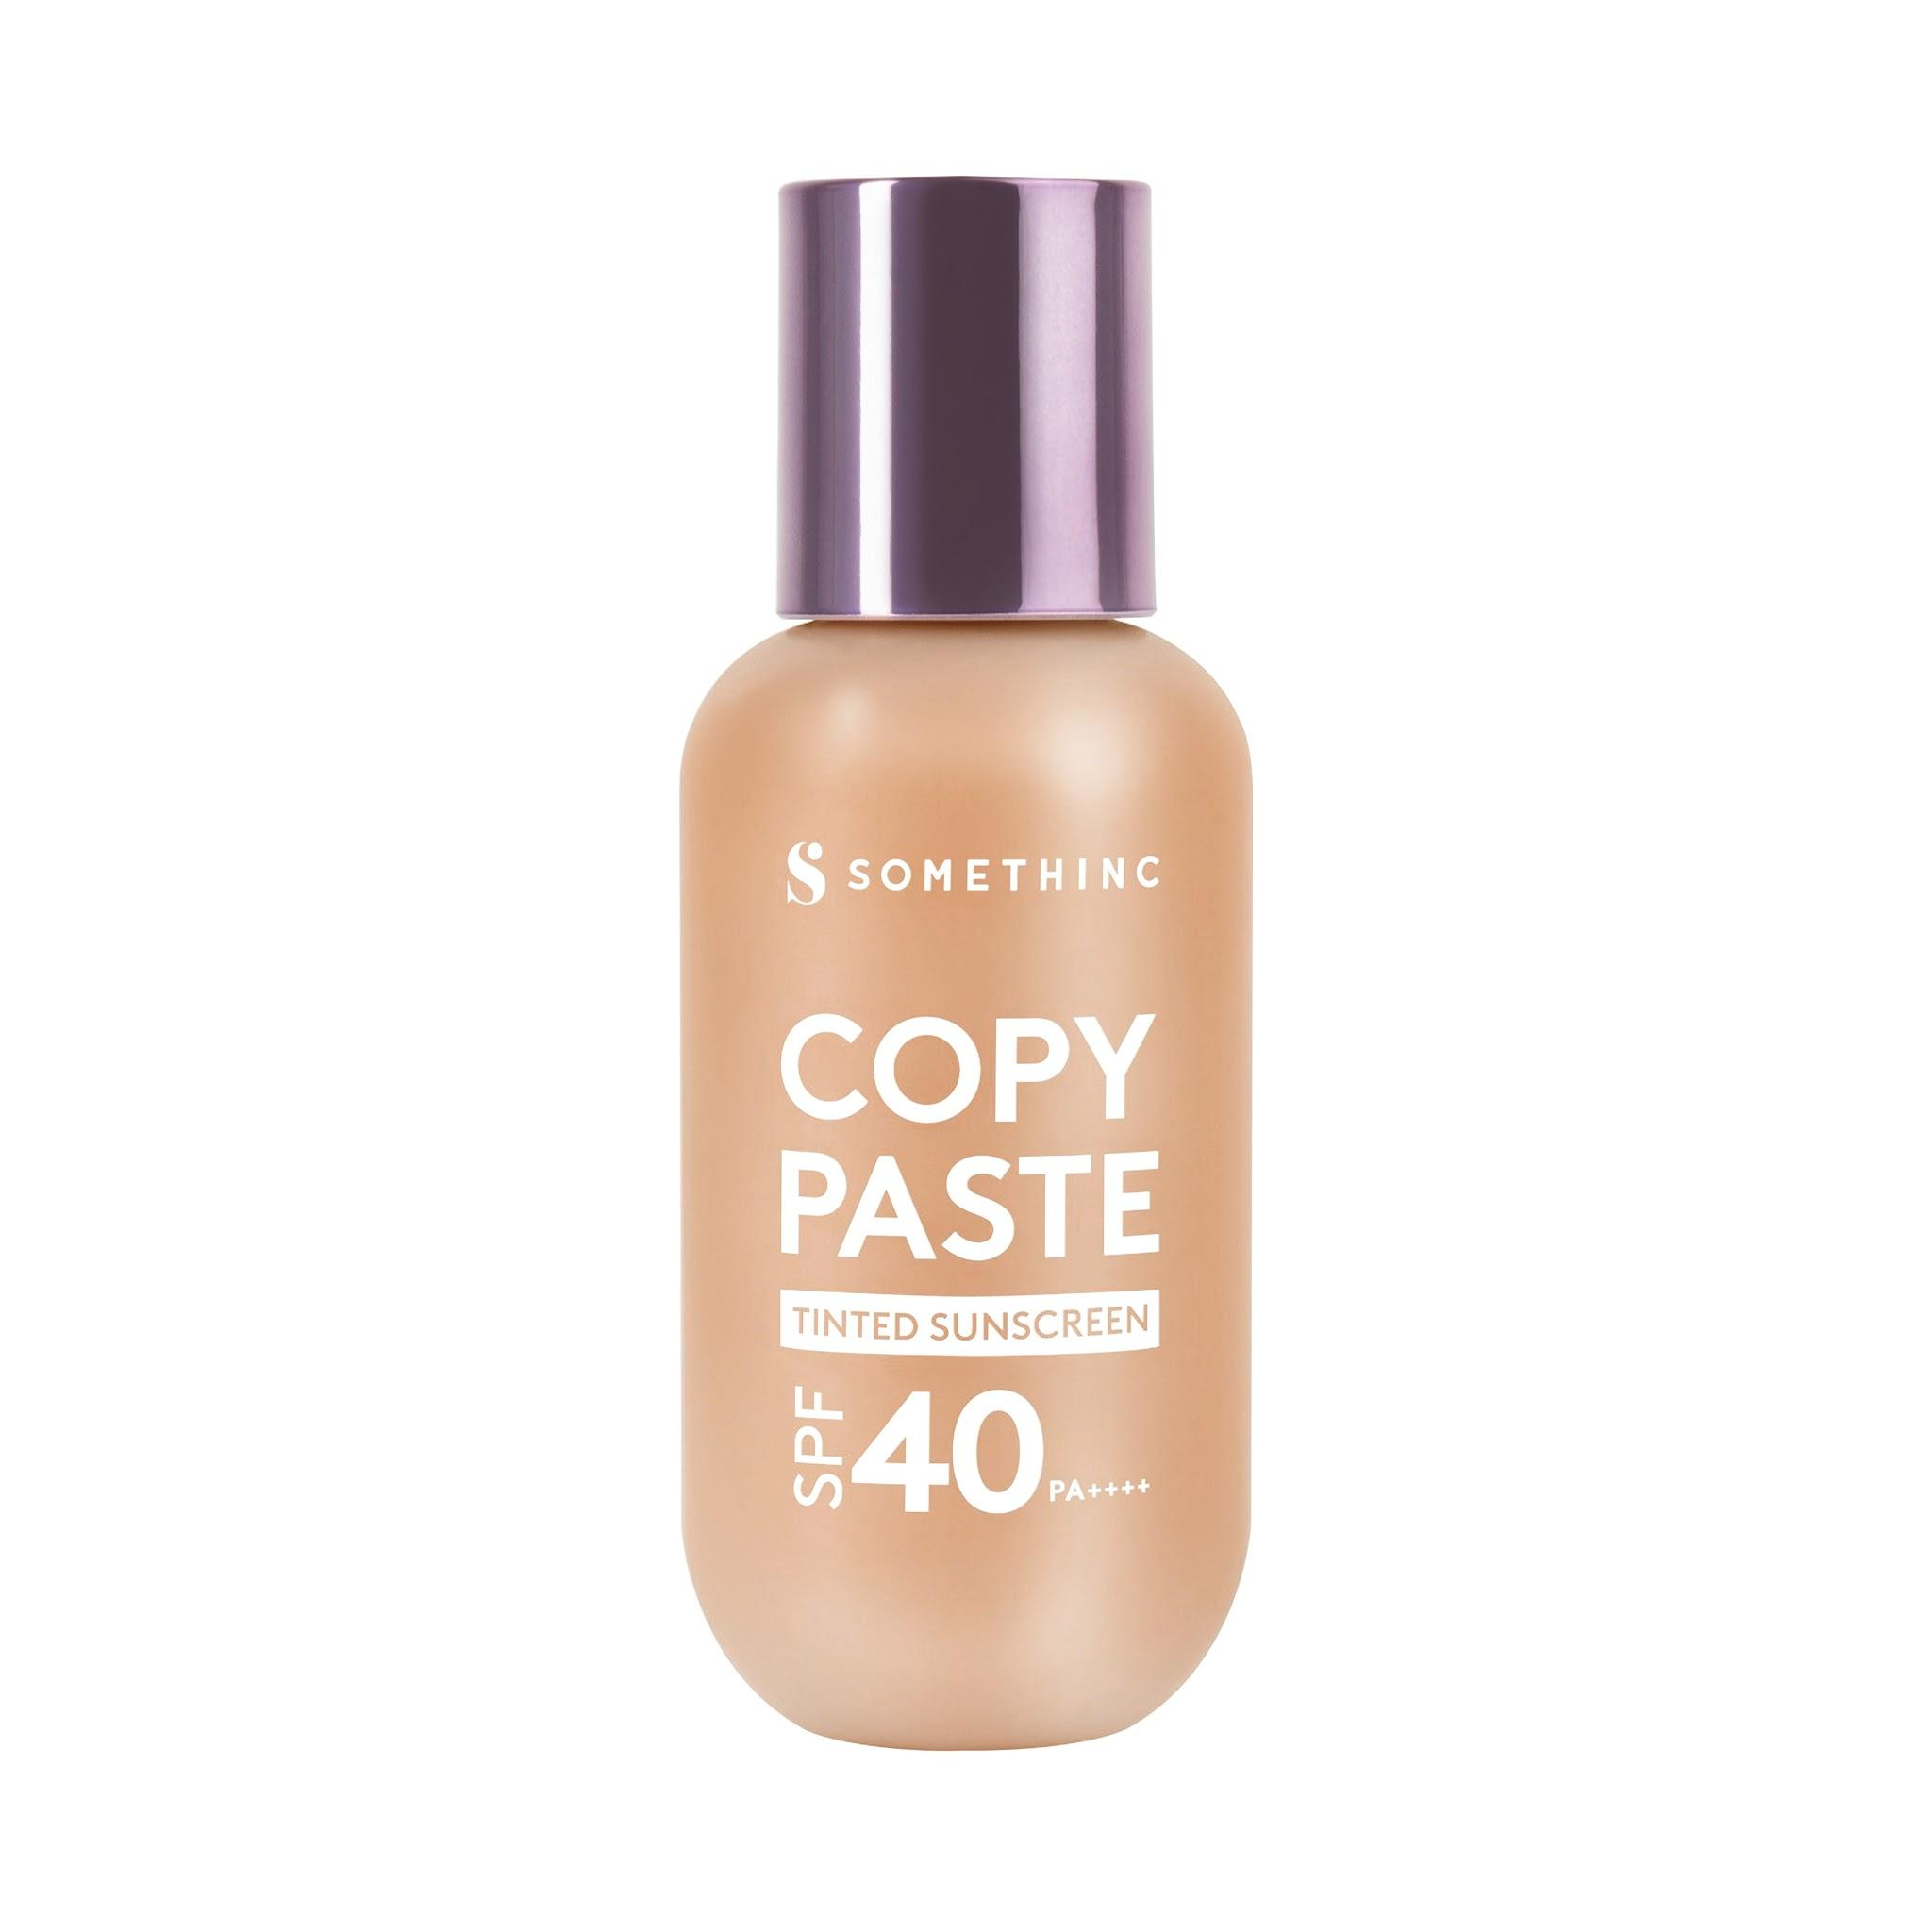 SOMETHINC
COPY
PASTE
TINTED SUNSCREEN
SPF 40 PA++++